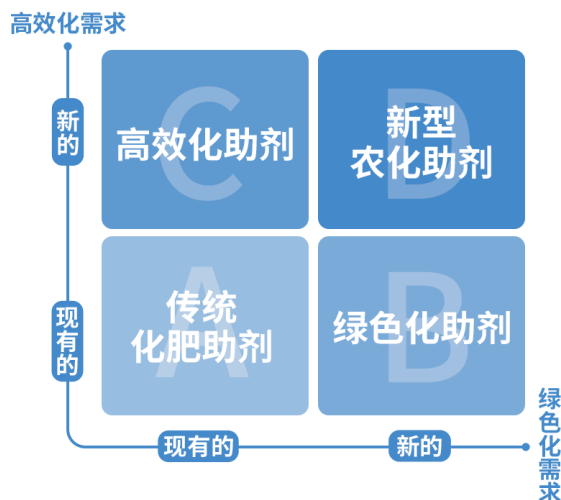 高效化需求
新的
C
高效化助剂
D
新型
农化助剂
现有的
A
传统
化肥助剂
B
绿色化助剂
现有的
新的
绿色化需求